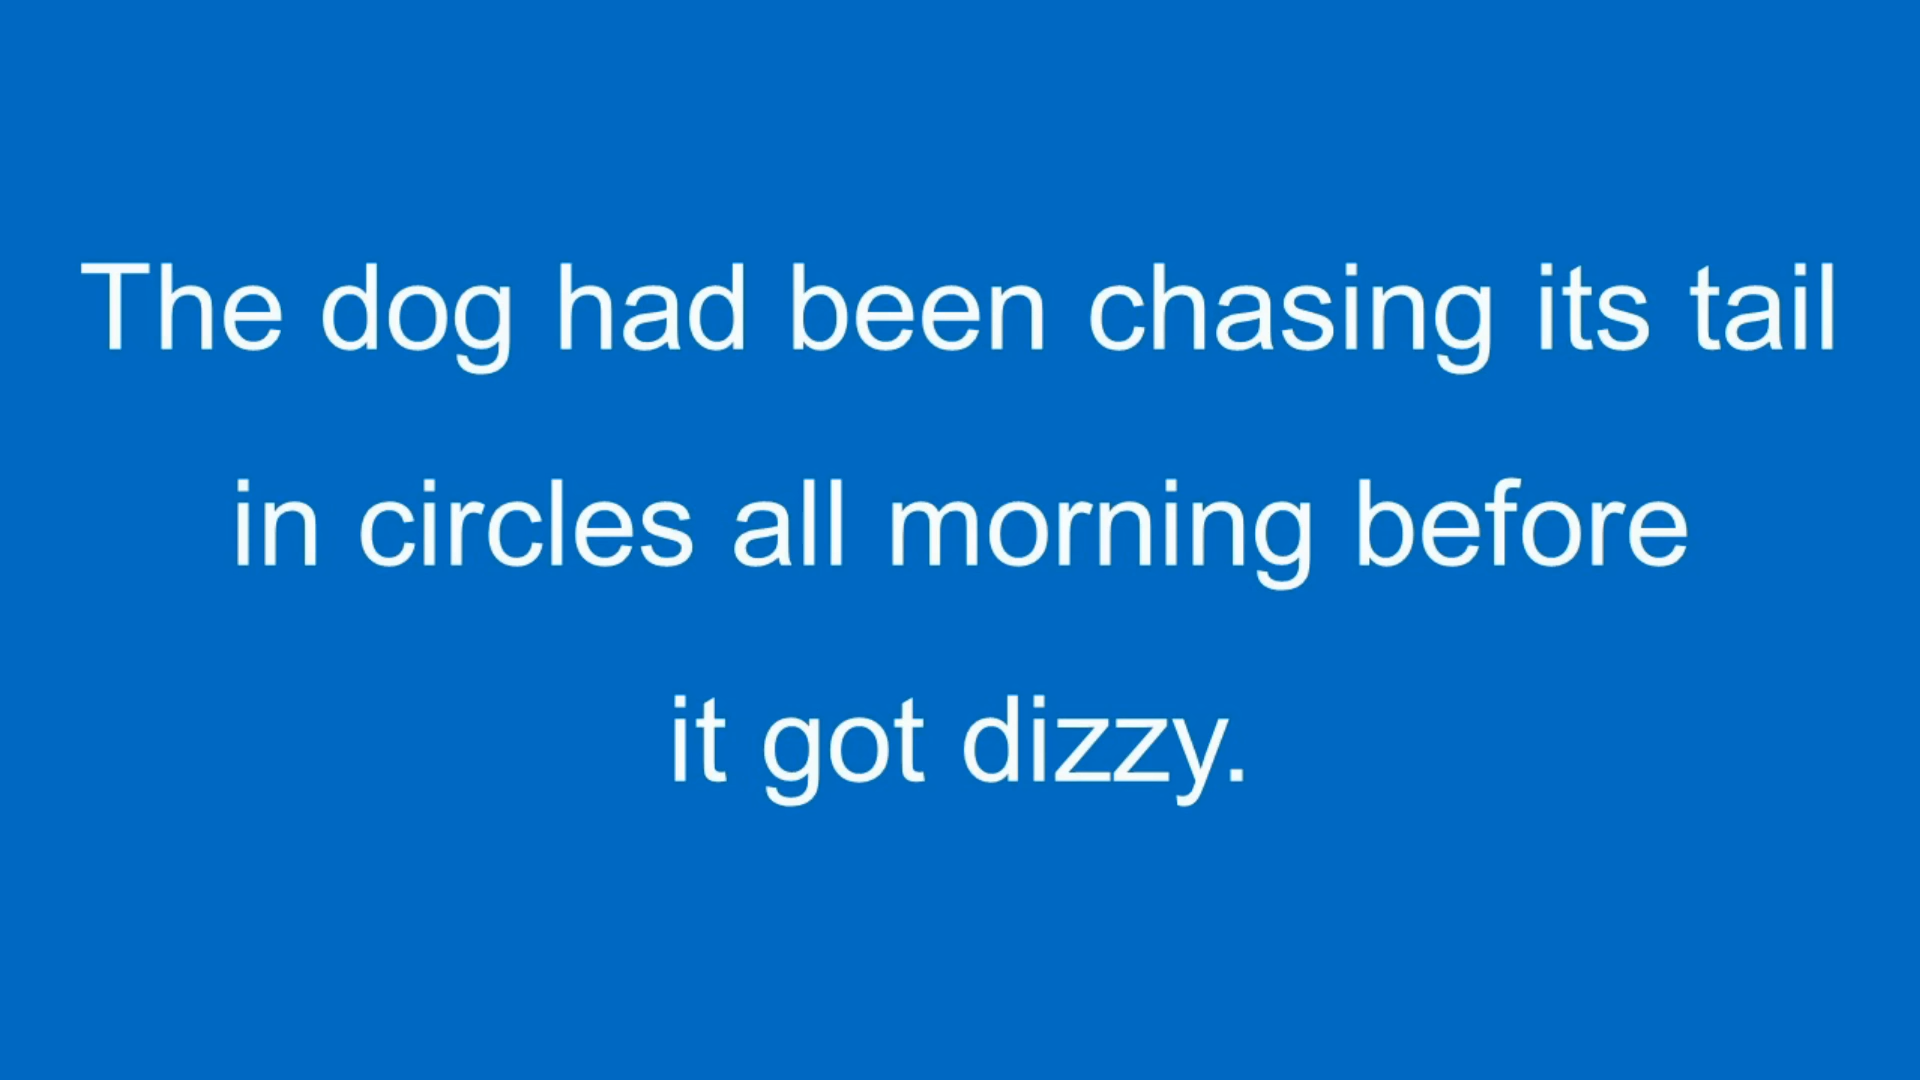 The dog had been chasing its tail
in circles all morning before
it got dizzy.